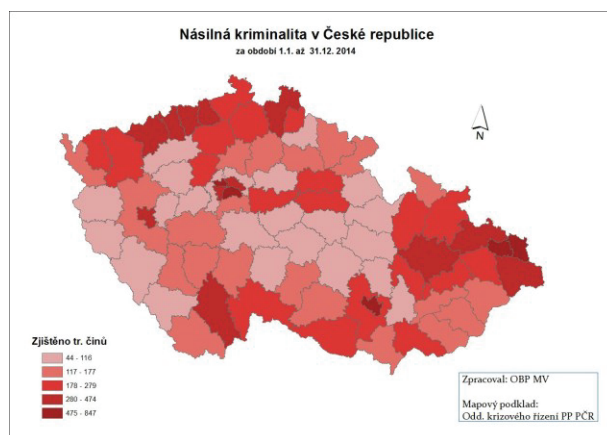 Násilná kriminalita v České republice
za období 1.1. až 31.12. 2014
N
Zjištěno tr. činů
44 - 116
117 - 177
178 - 279
280 - 474
475 - 847
Zpracoval: OBP MV
Mapový podklad:
Odd. krizového řízení PP PČR